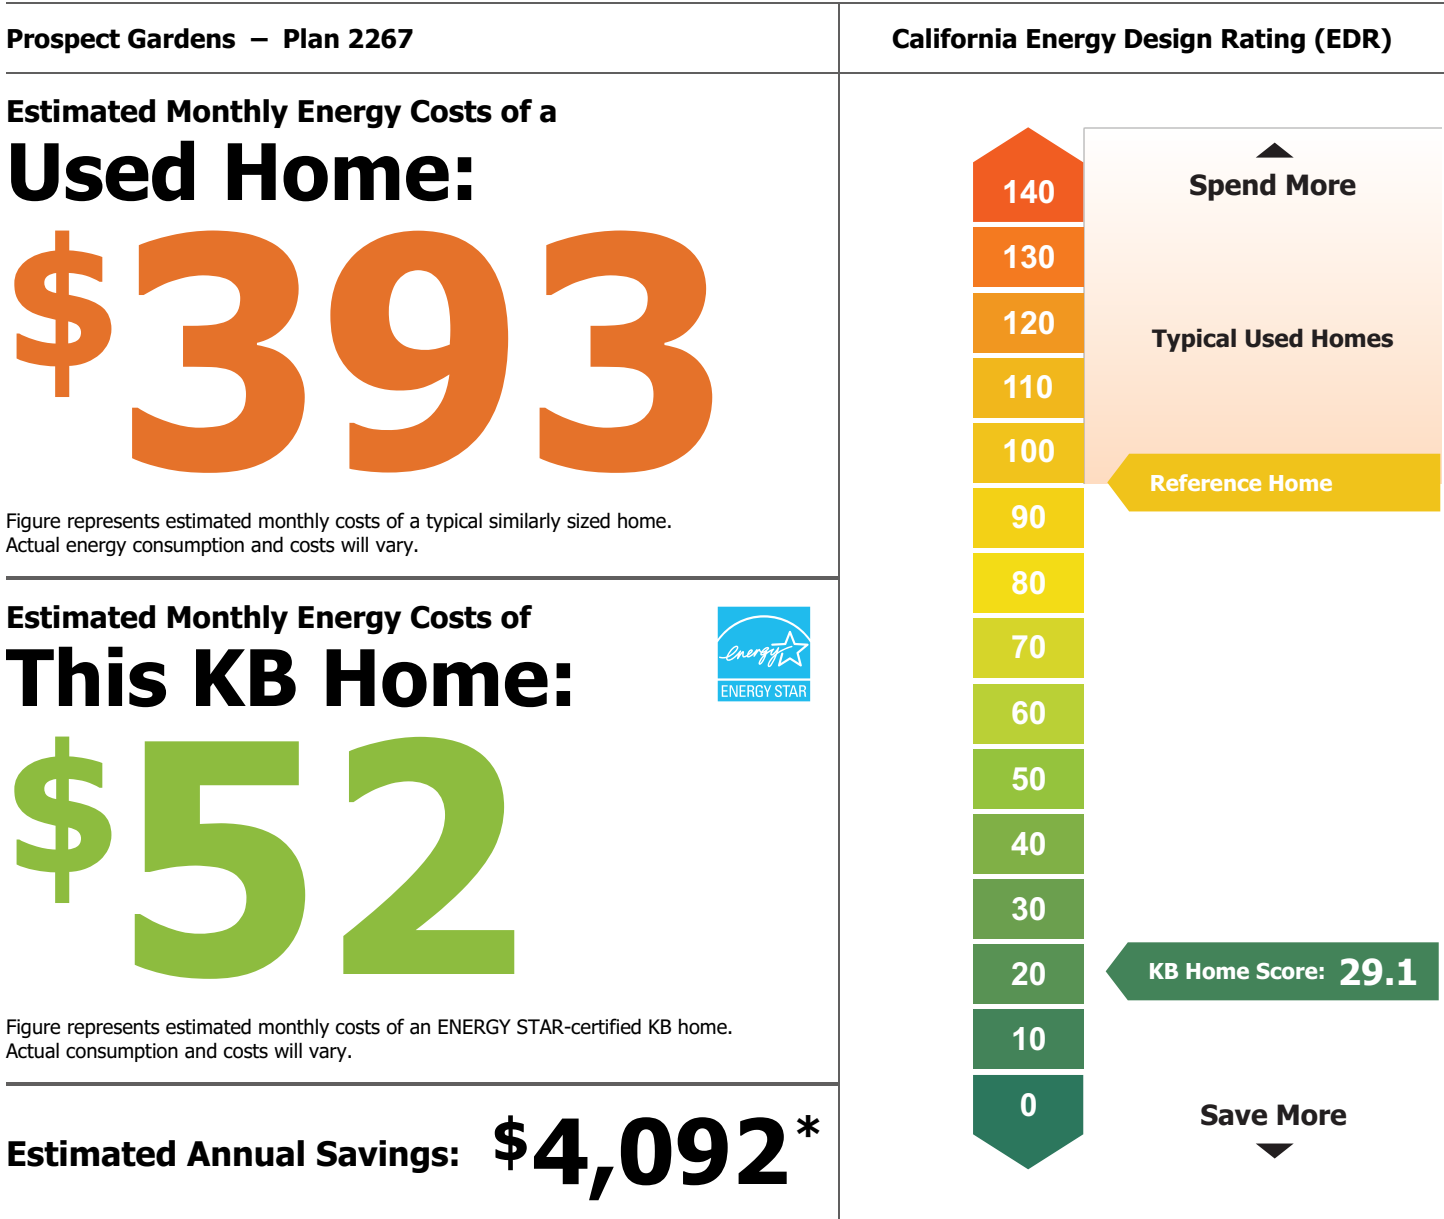 Prospect Gardens – Plan 2267
Estimated Monthly Energy Costs of a
Used Home:
$393
Figure represents estimated monthly costs of a typical similarly sized home.
Actual energy consumption and costs will vary.
Estimated Monthly Energy Costs of
This KB Home:
energy
ENERGY STAR
$52
Figure represents estimated monthly costs of an ENERGY STAR-certified KB home.
Actual consumption and costs will vary.
Estimated Annual Savings: $4,092*
California Energy Design Rating (EDR)
140
Spend More
130
120
Typical Used Homes
110
100
Reference Home
90
80
70
60
50
40
30
20
KB Home Score: 29.1
10
0
Save More